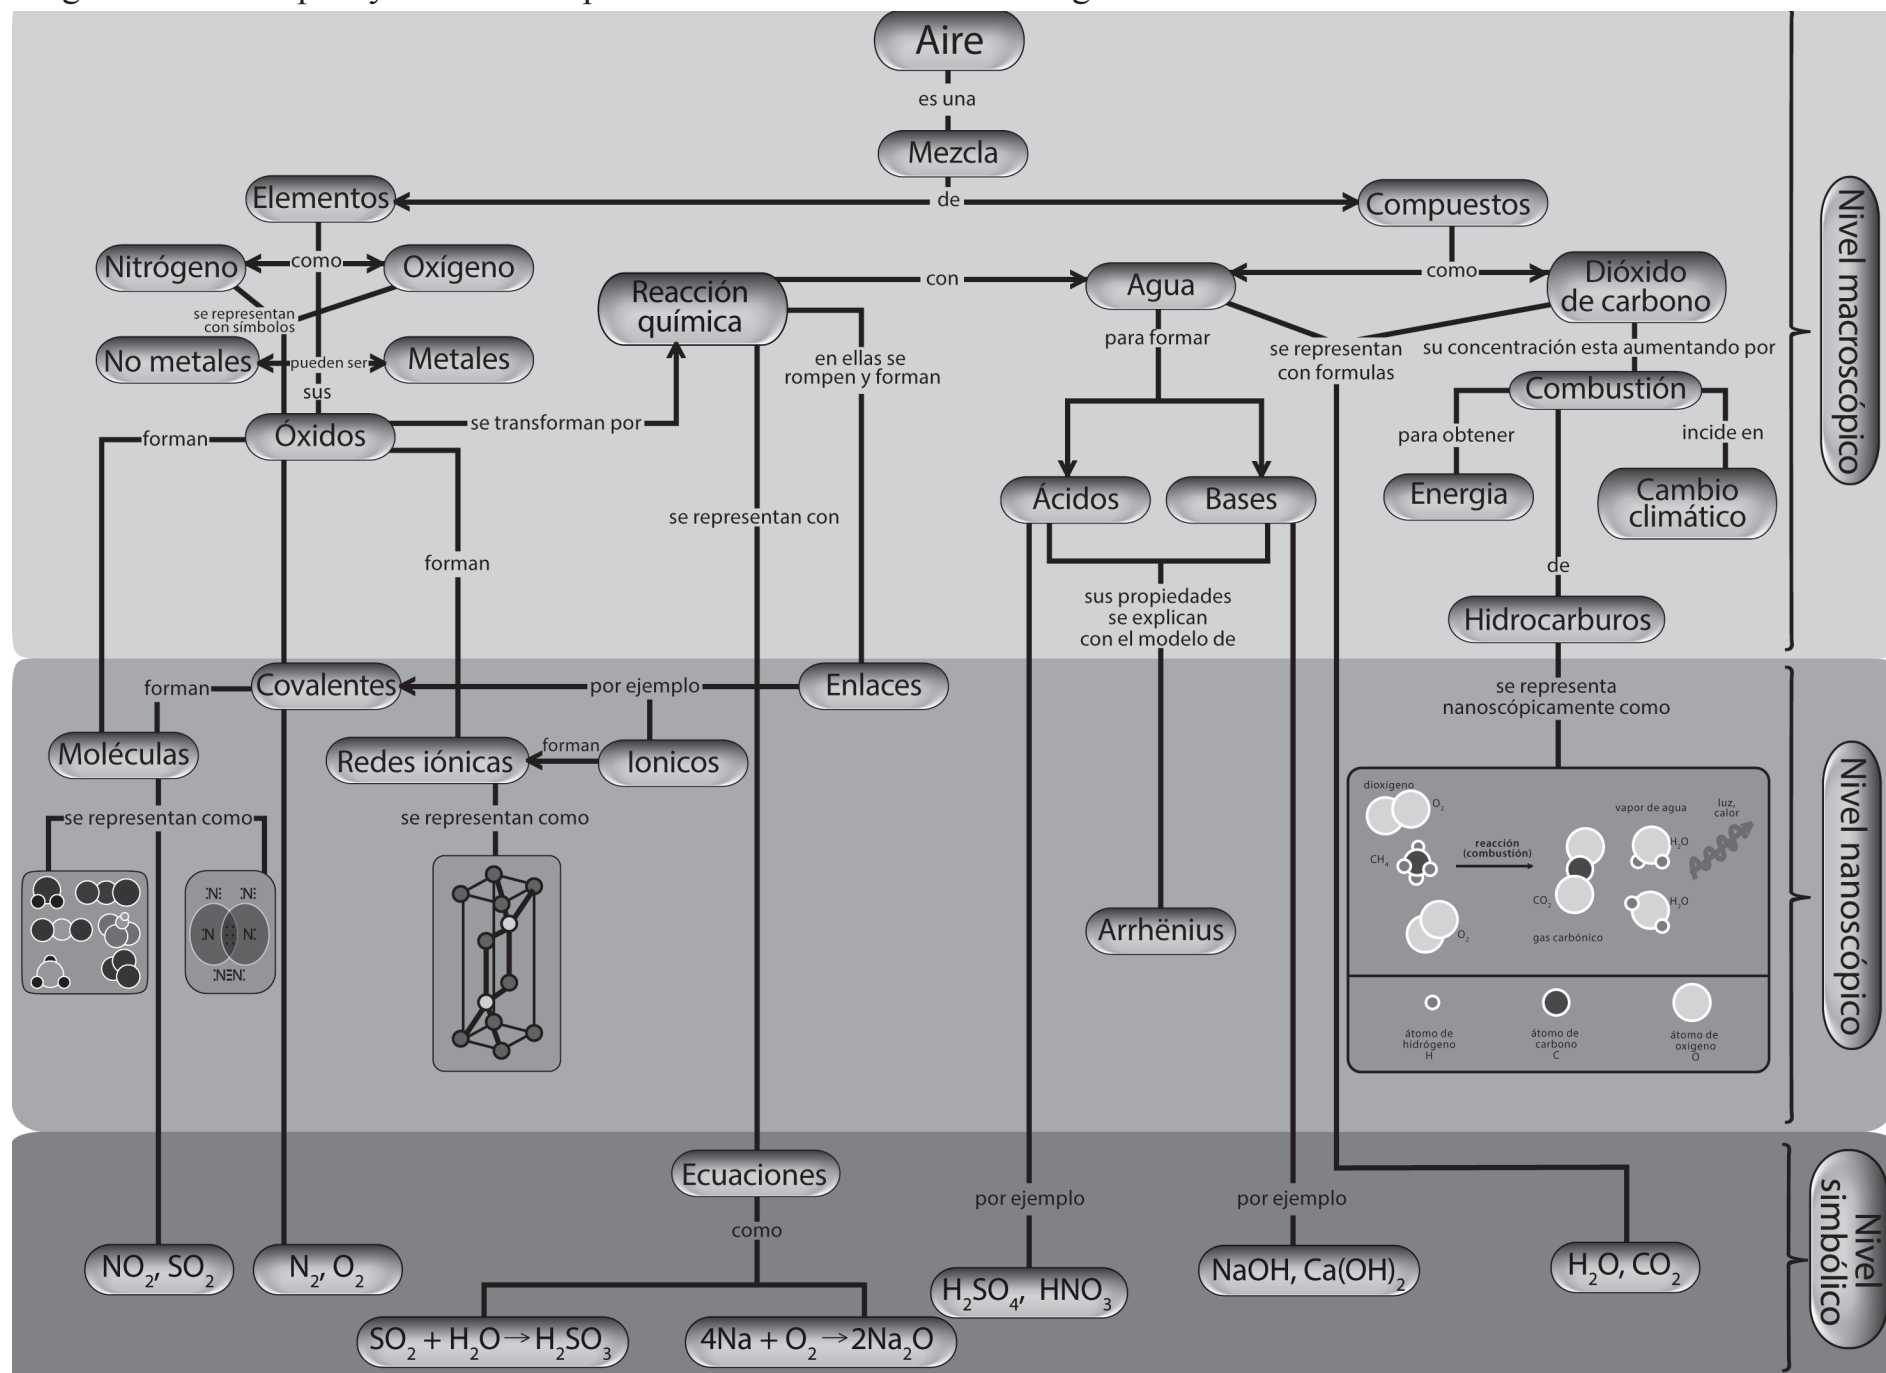 Aire
es una
Mezcla
de
Elementos
Compuestos
Nitrógeno
como
Oxígeno
se representan
con símbolos
No metales
pueden ser
Metales
sus
Óxidos
forman
se transforman por
forman
Reacción
química
con
en ellas se
rompen y forman
se representan con
Agua
como
Dióxido
de carbono
para formar
se representan
con formulas
su concentración esta aumentando por
Combustión
para obtener
incide en
Energia
Cambio
climático
Ácidos
Bases
de
sus propiedades
se explican
con el modelo de
Hidrocarburos
Nivel macroscópico
forman
Covalentes
por ejemplo
Enlaces
Moléculas
Redes iónicas
forman
Ionicos
se representan como
se representan como
:N⋮ :N⋮
:N N:
:N≡N:
Arrhënius
se representa
nanoscópicamente como
dioxígeno
O2
CH4
O2
reacción
(combustión)
CO2
gas carbónico
vapor de agua
H2O
H2O
luz,
calor
átomo de
hidrógeno
H
átomo de
carbono
C
átomo de
oxígeno
O
Nivel nanoscópico
Ecuaciones
como
por ejemplo
por ejemplo
NO2, SO2
N2, O2
SO2 + H2O → H2SO3
4Na + O2 → 2Na2O
H2SO4, HNO3
NaOH, Ca(OH)2
H2O, CO2
Nivel
simbólico